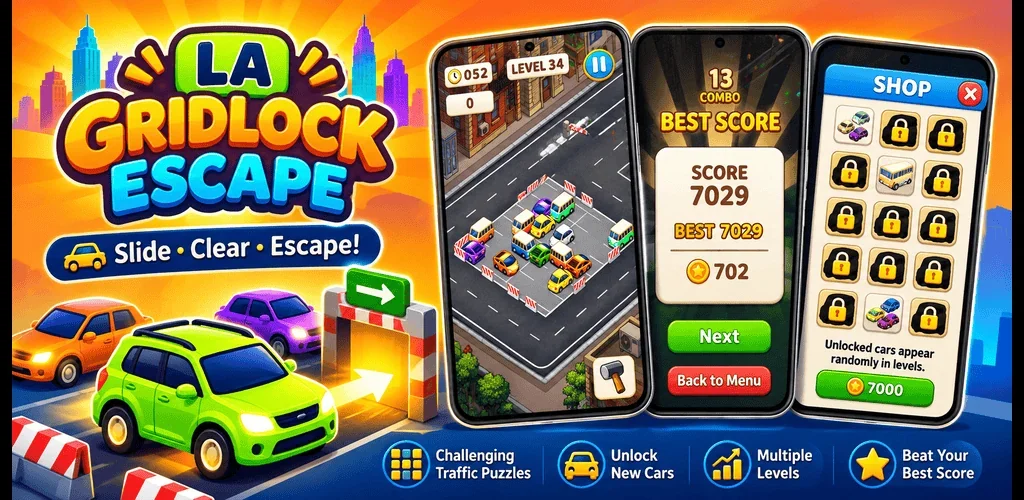 LA
GRIDLOCK
ESCAPE
Slide · Clear · Escape!
052
LEVEL 34
0
13
COMBO
BEST SCORE
SCORE
7029
BEST 7029
702
Next
Back to Menu
SHOP
Unlocked cars appear
randomly in levels.
7000
Challenging
Traffic Puzzles
Unlock
New Cars
Multiple
Levels
Beat Your
Best Score